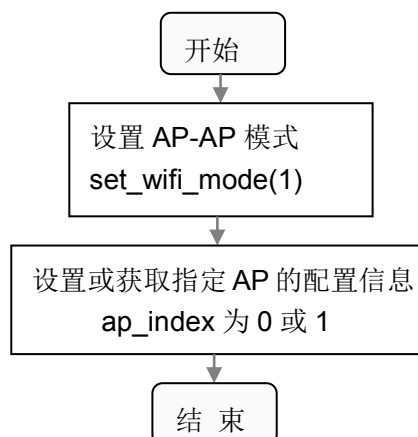 开始
设置 AP-AP 模式
set_wifi_mode(1)
设置或获取指定 AP 的配置信息
ap_index 为 0 或 1
结 束